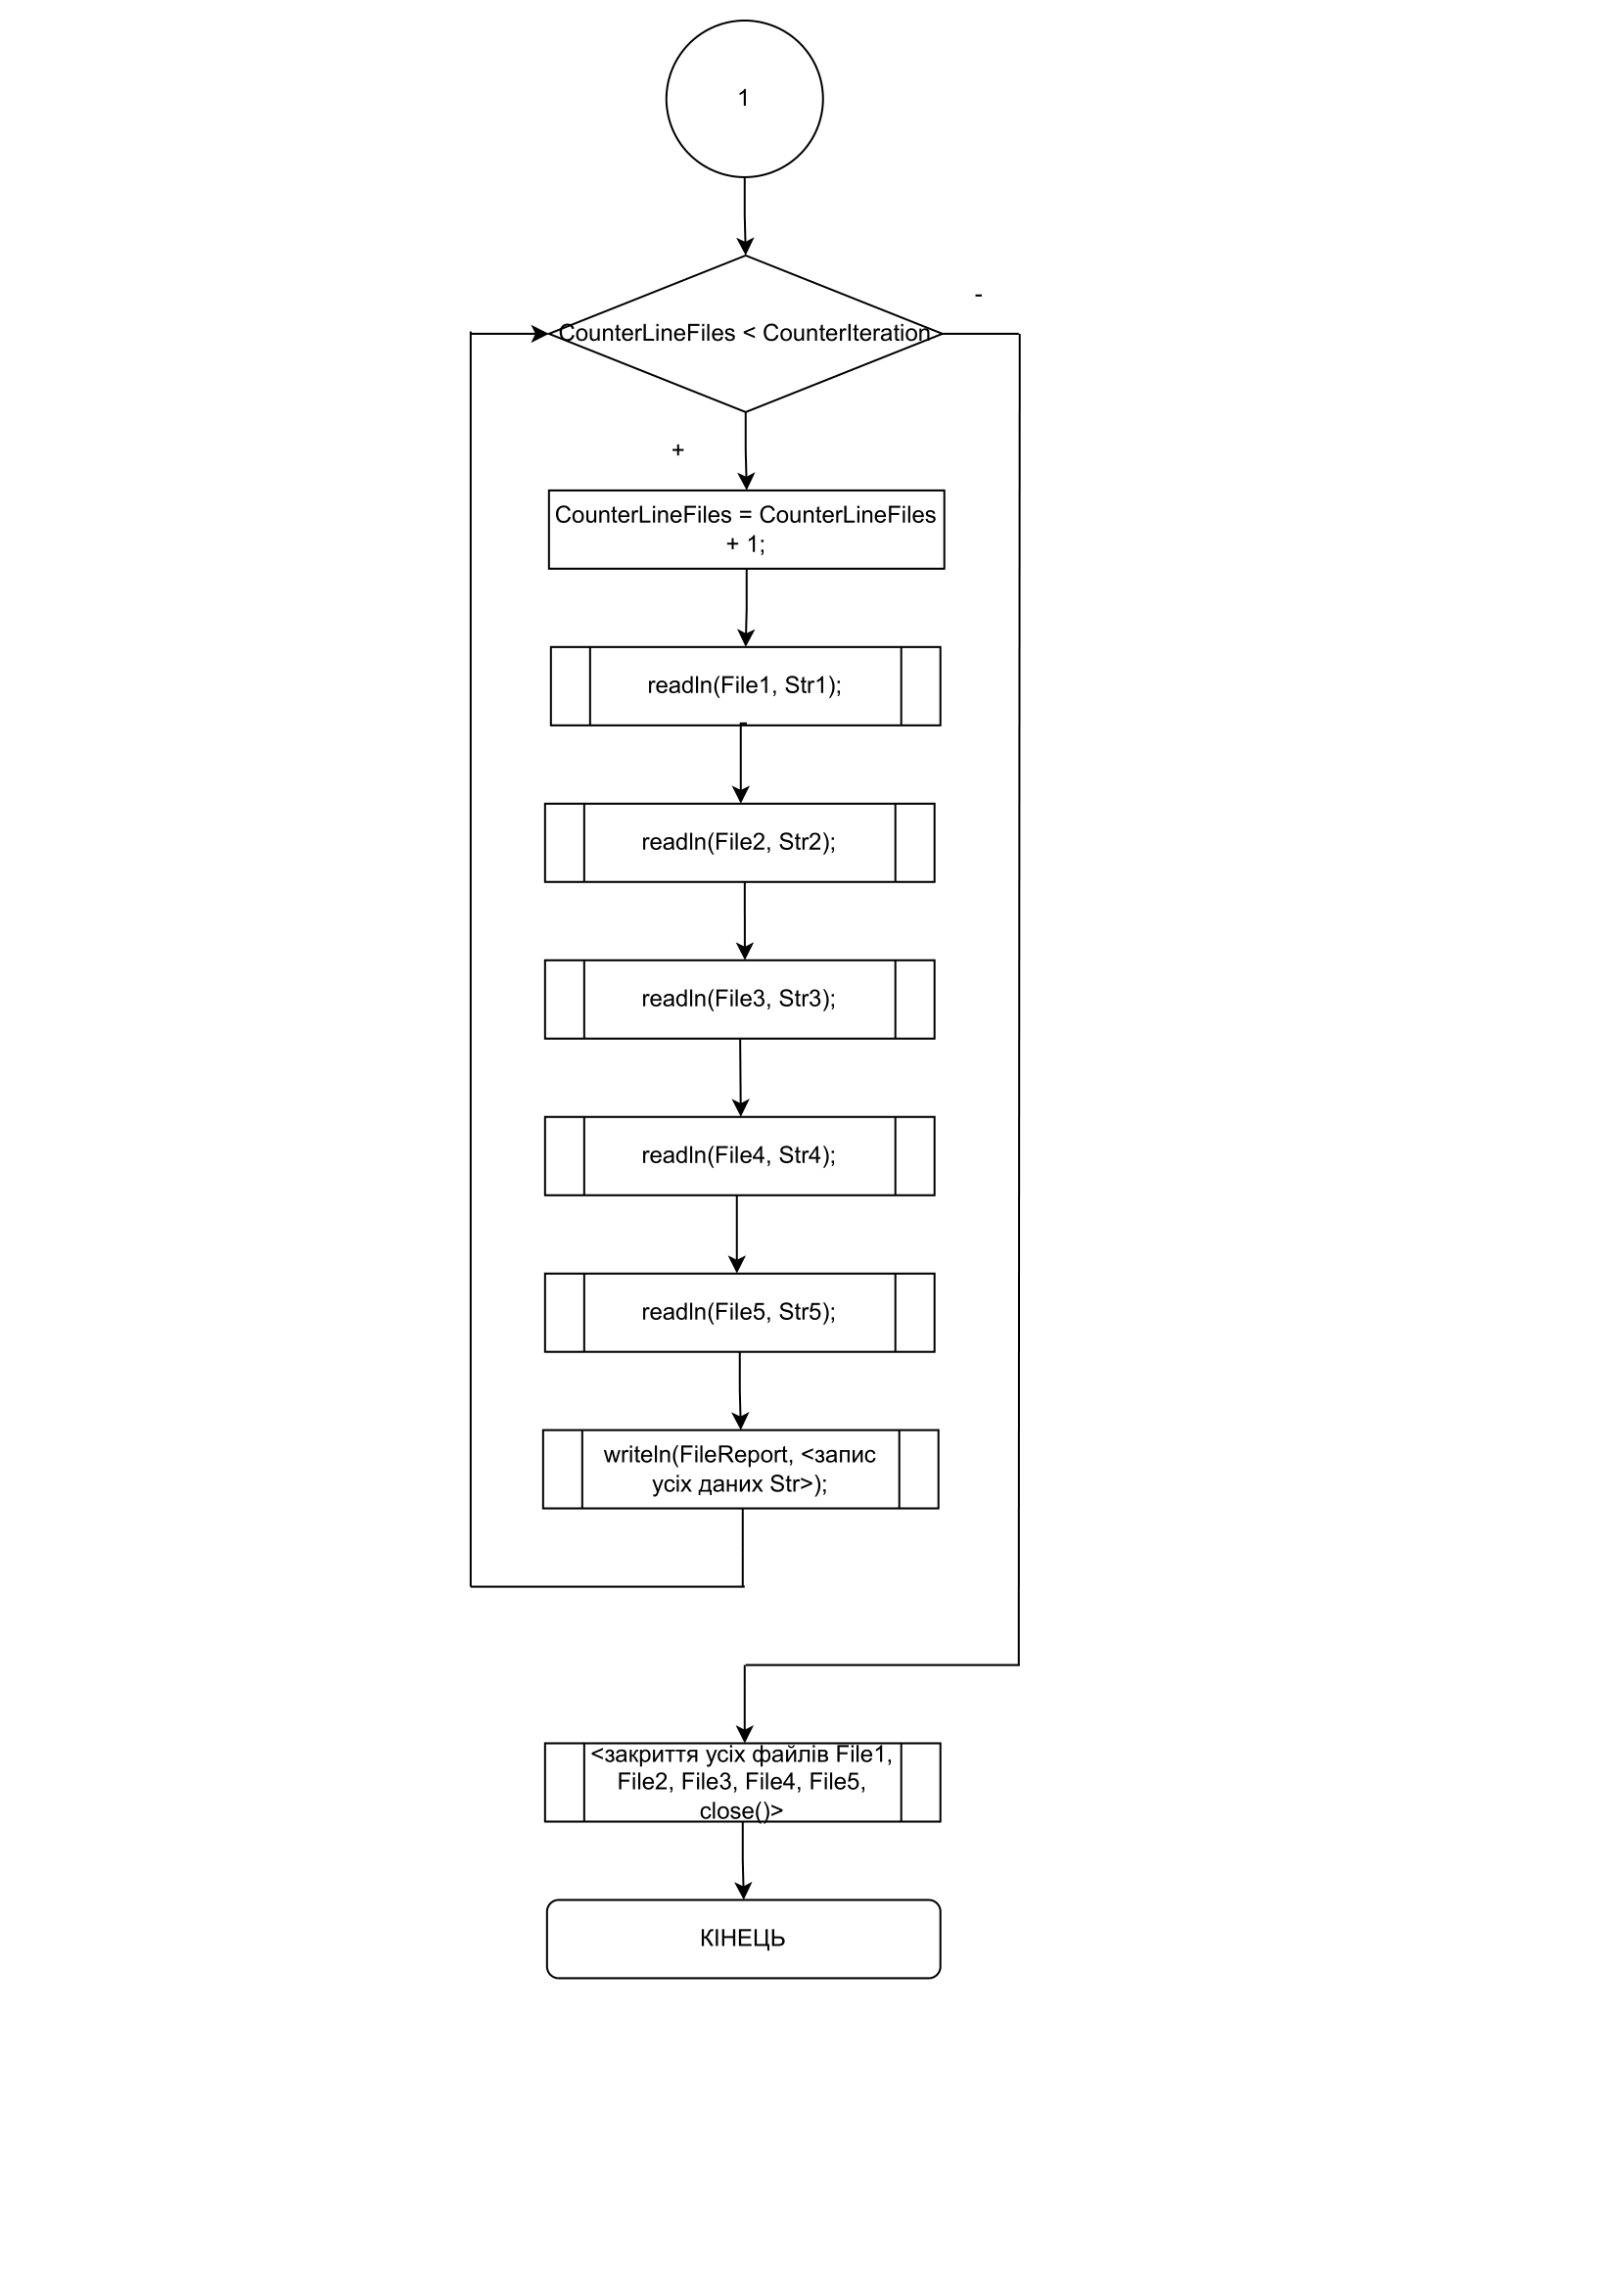 1
-
CounterLineFiles < CounterIteration
+
CounterLineFiles = CounterLineFiles
+ 1;
readln(File1, Str1);
readln(File2, Str2);
readln(File3, Str3);
readln(File4, Str4);
readln(File5, Str5);
writeln(FileReport, <запис
усіх даних Str>);
<закриття усіх файлів File1,
File2, File3, File4, File5,
close()>
КІНЕЦЬ